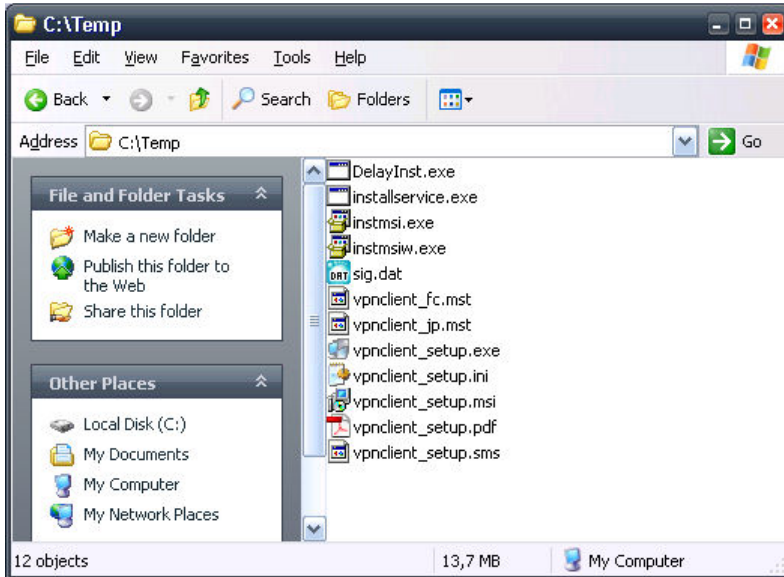 C:\Temp
File Edit View Favorites Tools Help
Back Search Folders
Address C:\Temp Go
File and Folder Tasks
Make a new folder
Publish this folder to
the Web
Share this folder
Other Places
Local Disk (C:)
My Documents
My Computer
My Network Places
DelayInst.exe
installservice.exe
instmsi.exe
instmsiw.exe
DAT sig.dat
vpnclient_fc.mst
vpnclient_jp.mst
vpnclient_setup.exe
vpnclient_setup.ini
vpnclient_setup.msi
vpnclient_setup.pdf
vpnclient_setup.sms
12 objects 13,7 MB My Computer